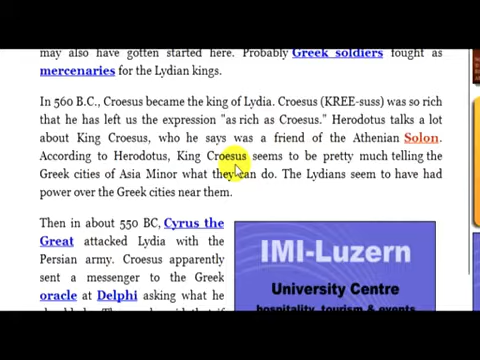 may also have gotten started here. Probably Greek soldiers fought as
mercenaries for the Lydian kings.
In 560 B.C., Croesus became the king of Lydia. Croesus (KREE-suss) was so rich
that he has left us the expression "as rich as Croesus." Herodotus talks a lot
about King Croesus, who he says was a friend of the Athenian Solon.
According to Herodotus, King Croesus seems to be pretty much telling the
Greek cities of Asia Minor what they can do. The Lydians seem to have had
power over the Greek cities near them.
Then in about 550 BC, Cyrus the
Great attacked Lydia with the
Persian army. Croesus apparently
sent a messenger to the Greek
oracle at Delphi asking what he
IMI-Luzern
University Centre
hospitality, tourism & events